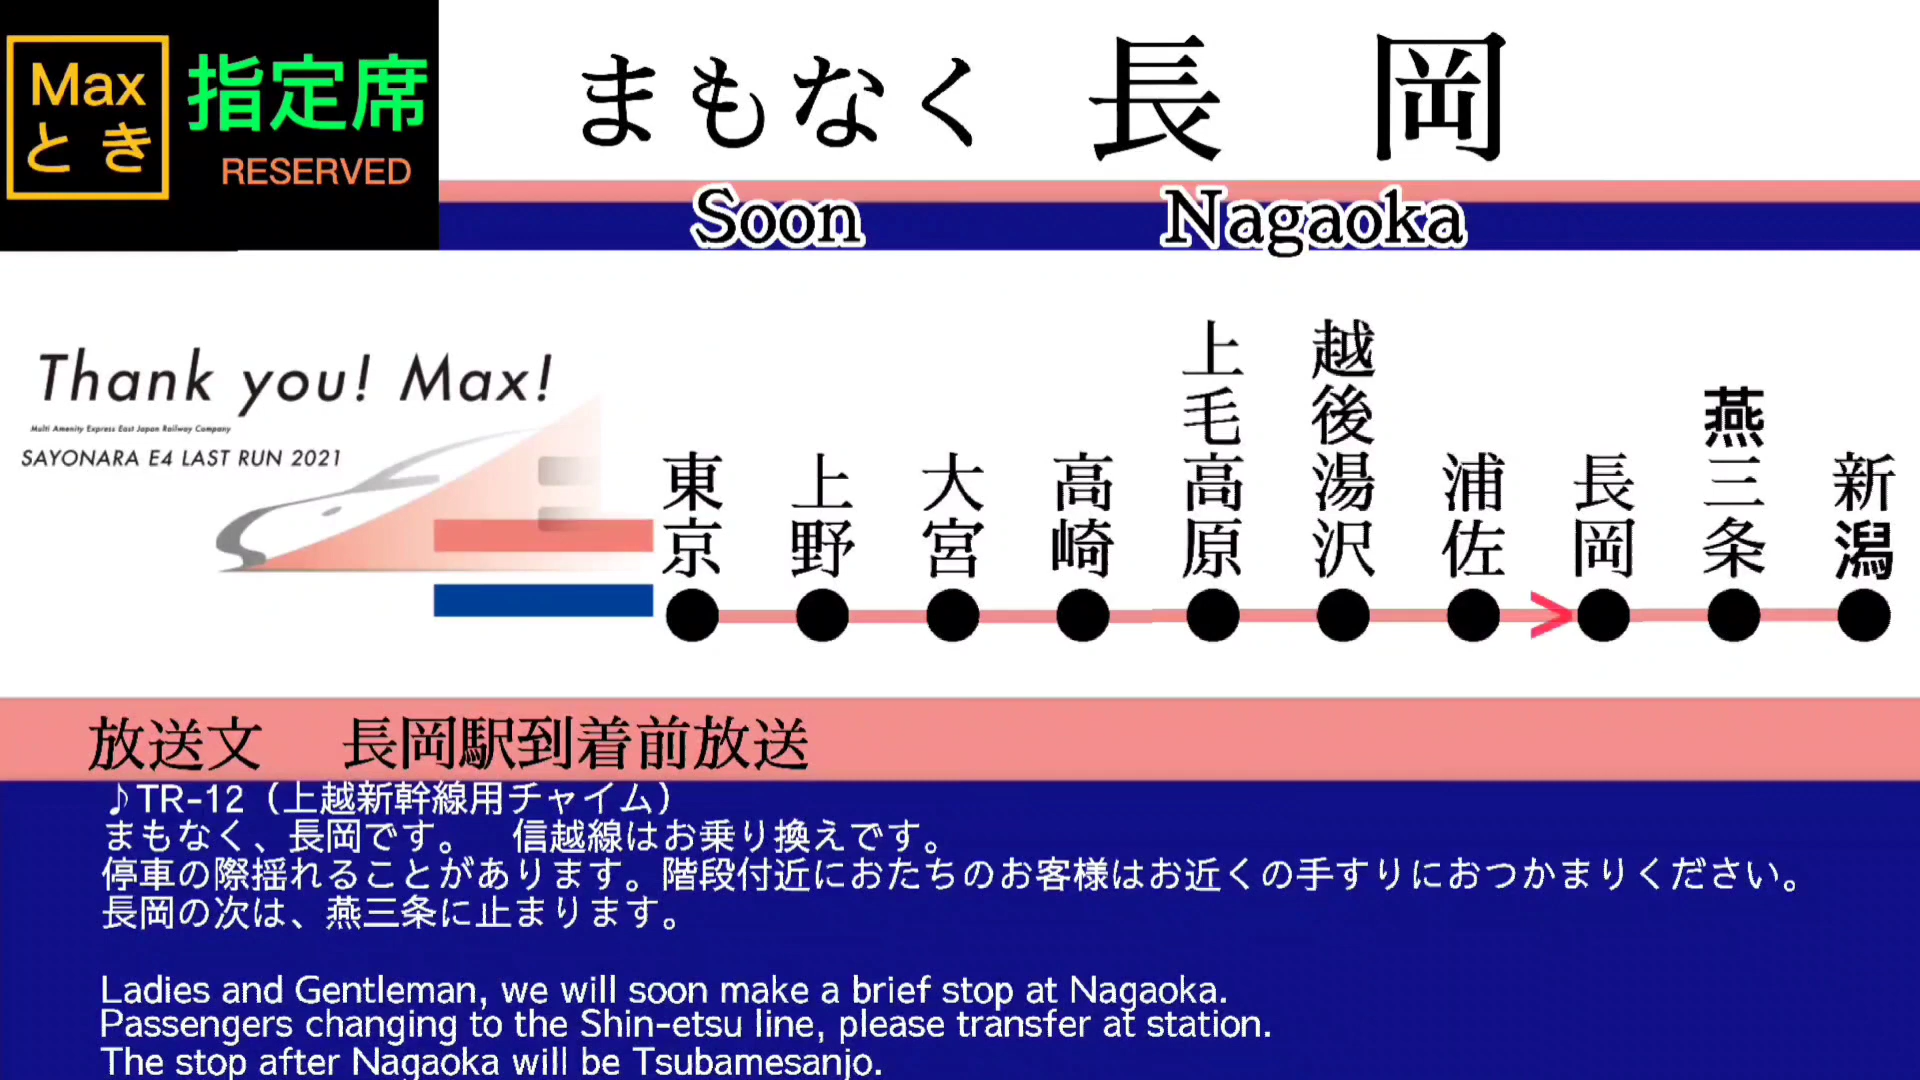 Max
とき
指定席
RESERVED
まもなく 長岡
Soon Nagaoka
Thank you! Max!
Multi Amenity Express East Japan Railway Company
SAYONARA E4 LAST RUN 2021
東京
上野
大宮
高崎
上毛高原
越後湯沢
浦佐
>
長岡
燕三条
新潟
放送文 長岡駅到着前放送
♪TR-12（上越新幹線用チャイム）
まもなく、長岡です。 信越線はお乗り換えです。
停車の際揺れることがあります。階段付近におたちのお客様はお近くの手すりにおつかまりください。
長岡の次は、燕三条に止まります。
Ladies and Gentleman, we will soon make a brief stop at Nagaoka.
Passengers changing to the Shin-etsu line, please transfer at station.
The stop after Nagaoka will be Tsubamesanjo.